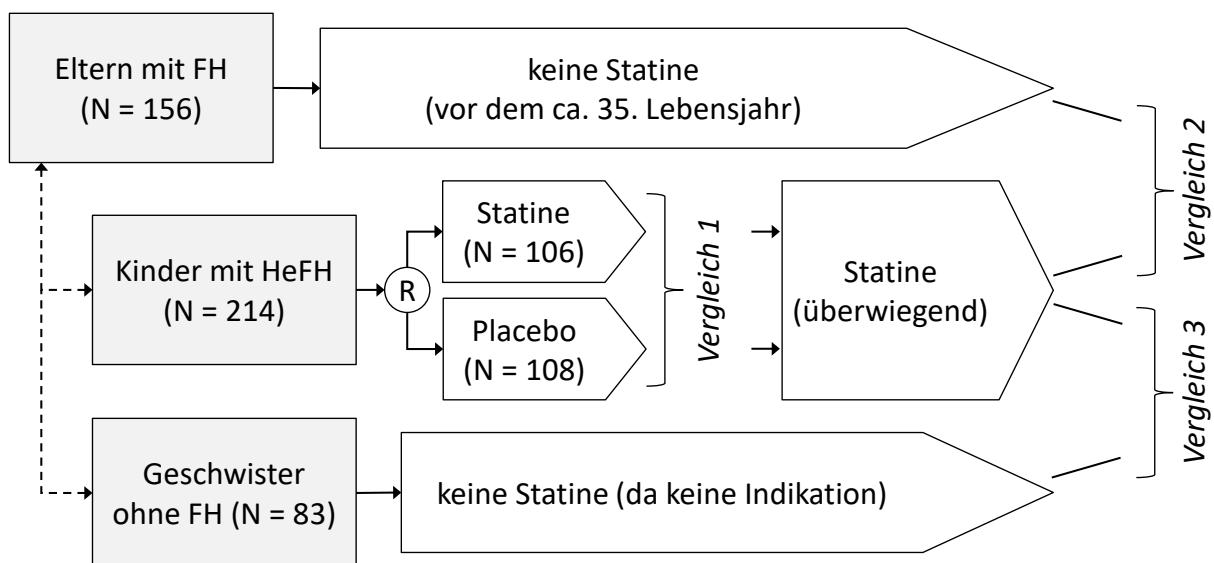 Eltern mit FH
(N = 156)
keine Statine
(vor dem ca. 35. Lebensjahr)
Vergleich 2
Kinder mit HeFH
(N = 214)
R
Statine
(N = 106)
Placebo
(N = 108)
Vergleich 1
Statine
(überwiegend)
Vergleich 3
Geschwister
ohne FH (N = 83)
keine Statine (da keine Indikation)